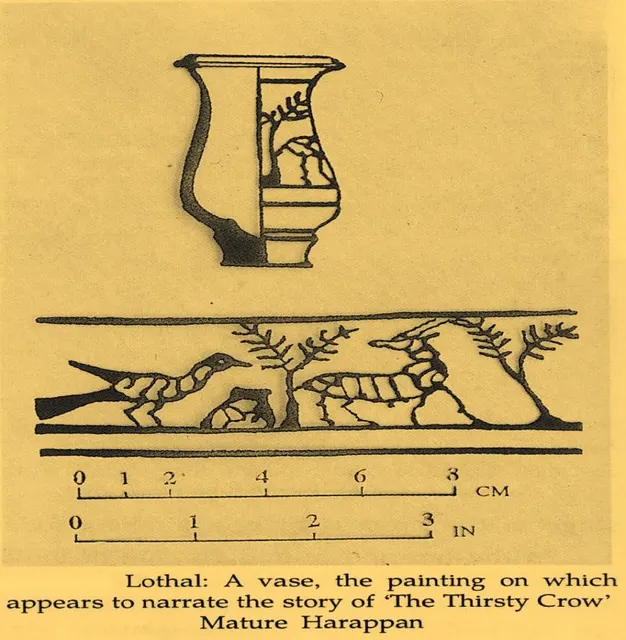 0 1 2 4 6 8 CM
0 1 2 3 IN
Lothal: A vase, the painting on which
appears to narrate the story of ‘The Thirsty Crow’
Mature Harappan